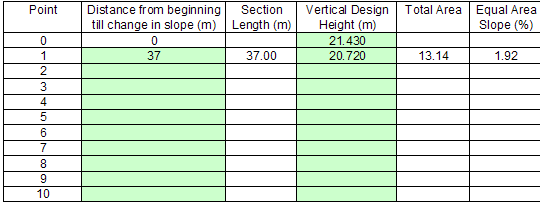 Point Distance from beginning Section Vertical Design Total Area Equal Area
till change in slope (m) Length (m) Height (m) Slope (%)
0 0 21.430
1 37 37.00 20.720 13.14 1.92
2
3
4
5
6
7
8
9
10